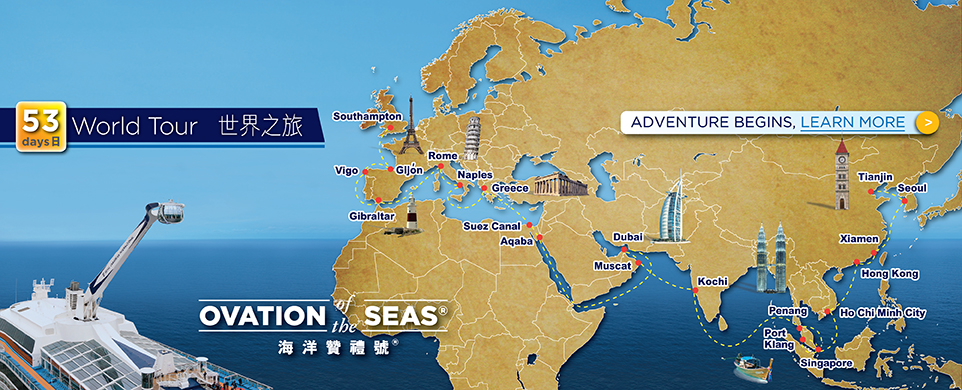 53
days日
World Tour 世界之旅
ADVENTURE BEGINS, LEARN MORE >
Southampton
Vigo
Gijón
Rome
Naples
Greece
Gibraltar
Suez Canal
Aqaba
Dubai
Muscat
Kochi
Tianjin
Seoul
Xiamen
Hong Kong
Ho Chi Minh City
Penang
Port
Klang
Singapore
OVATION of the SEAS®
海洋贊禮號®